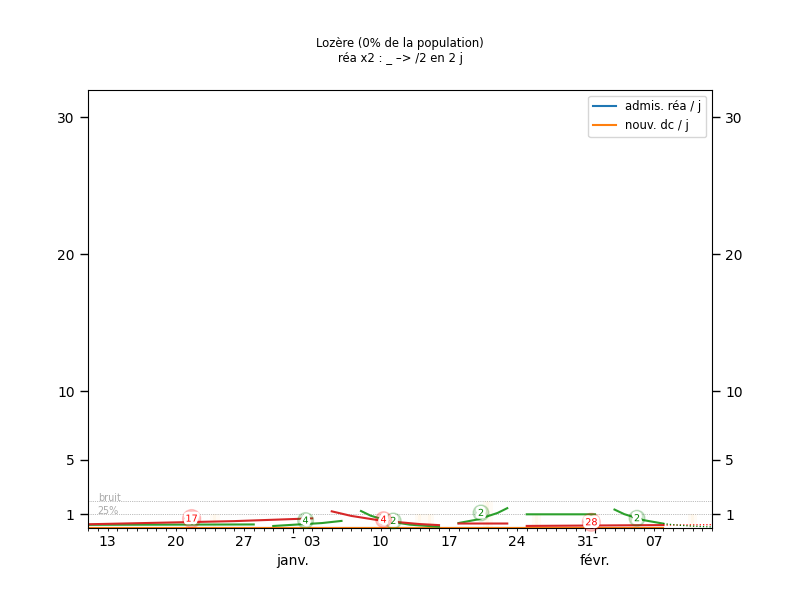 Lozère (0% de la population)
réa x2 : _ –> /2 en 2 j
admis. réa / j
nouv. dc / j
30 30
20 20
10 10
5 5
bruit
25%
1 1
17 4 4 2 2 28 2
13 20 27 - 03 10 17 24 31 - 07
janv. févr.